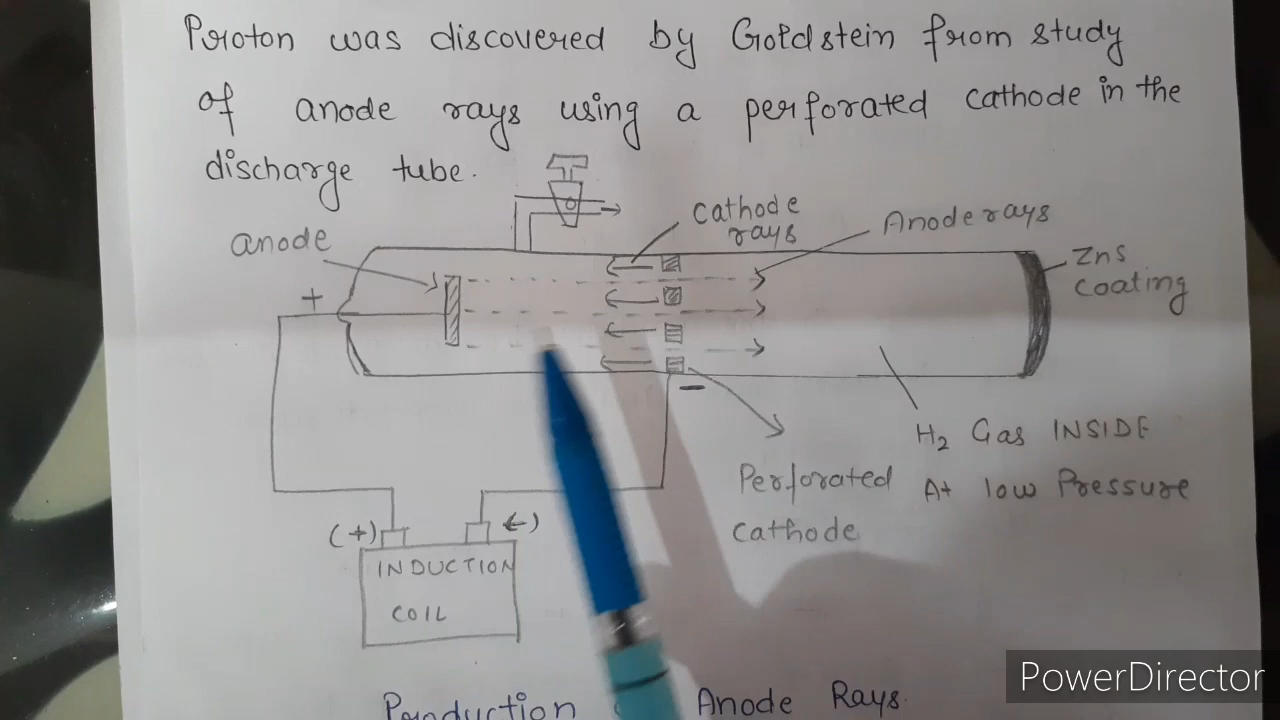 Proton was discovered by Goldstein from study
of anode rays using a perforated cathode in the
discharge tube.
cathode
rays
Anode rays
anode
ZnS
coating
+
−
H2 Gas INSIDE
At low Pressure
Perforated
cathode
(+)
(-)
INDUCTION
COIL
Production Anode Rays.
PowerDirector